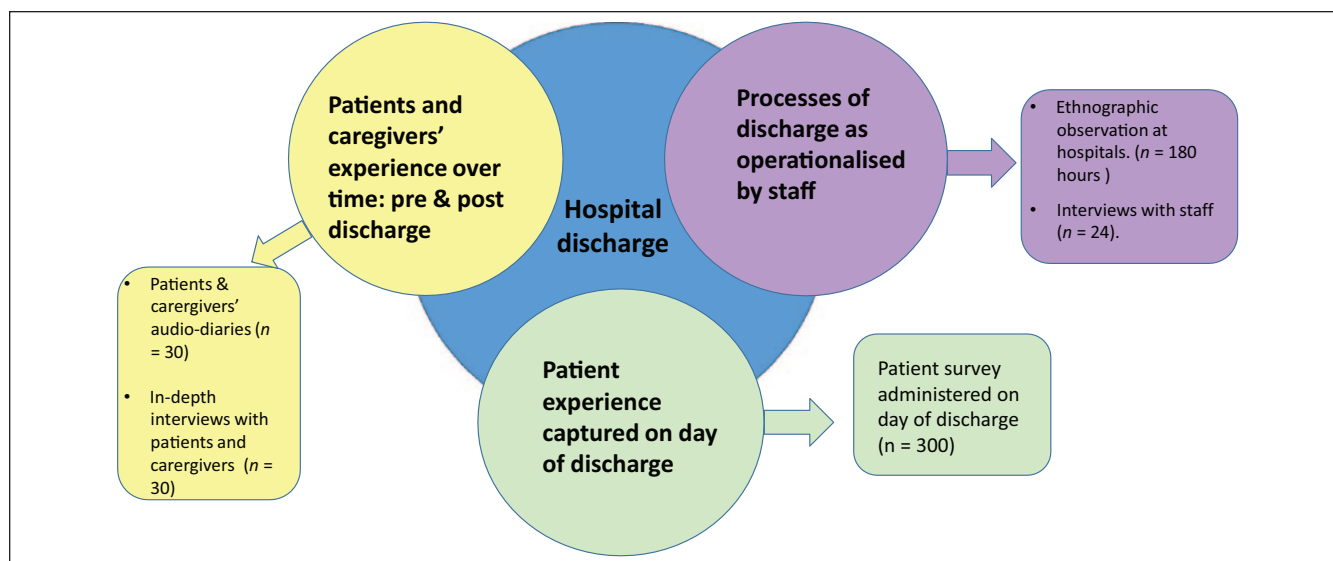 Patients and
caregivers’
experience over
time: pre & post
discharge
Processes of
discharge as
operationalised
by staff
• Ethnographic
observation at
hospitals. (n = 180
hours )
• Interviews with staff
(n = 24).
Hospital
discharge
• Patients &
carergivers’
audio-diaries (n
= 30)
• In-depth
interviews with
patients and
carergivers (n =
30)
Patient
experience
captured on day
of discharge
Patient survey
administered on
day of discharge
(n = 300)